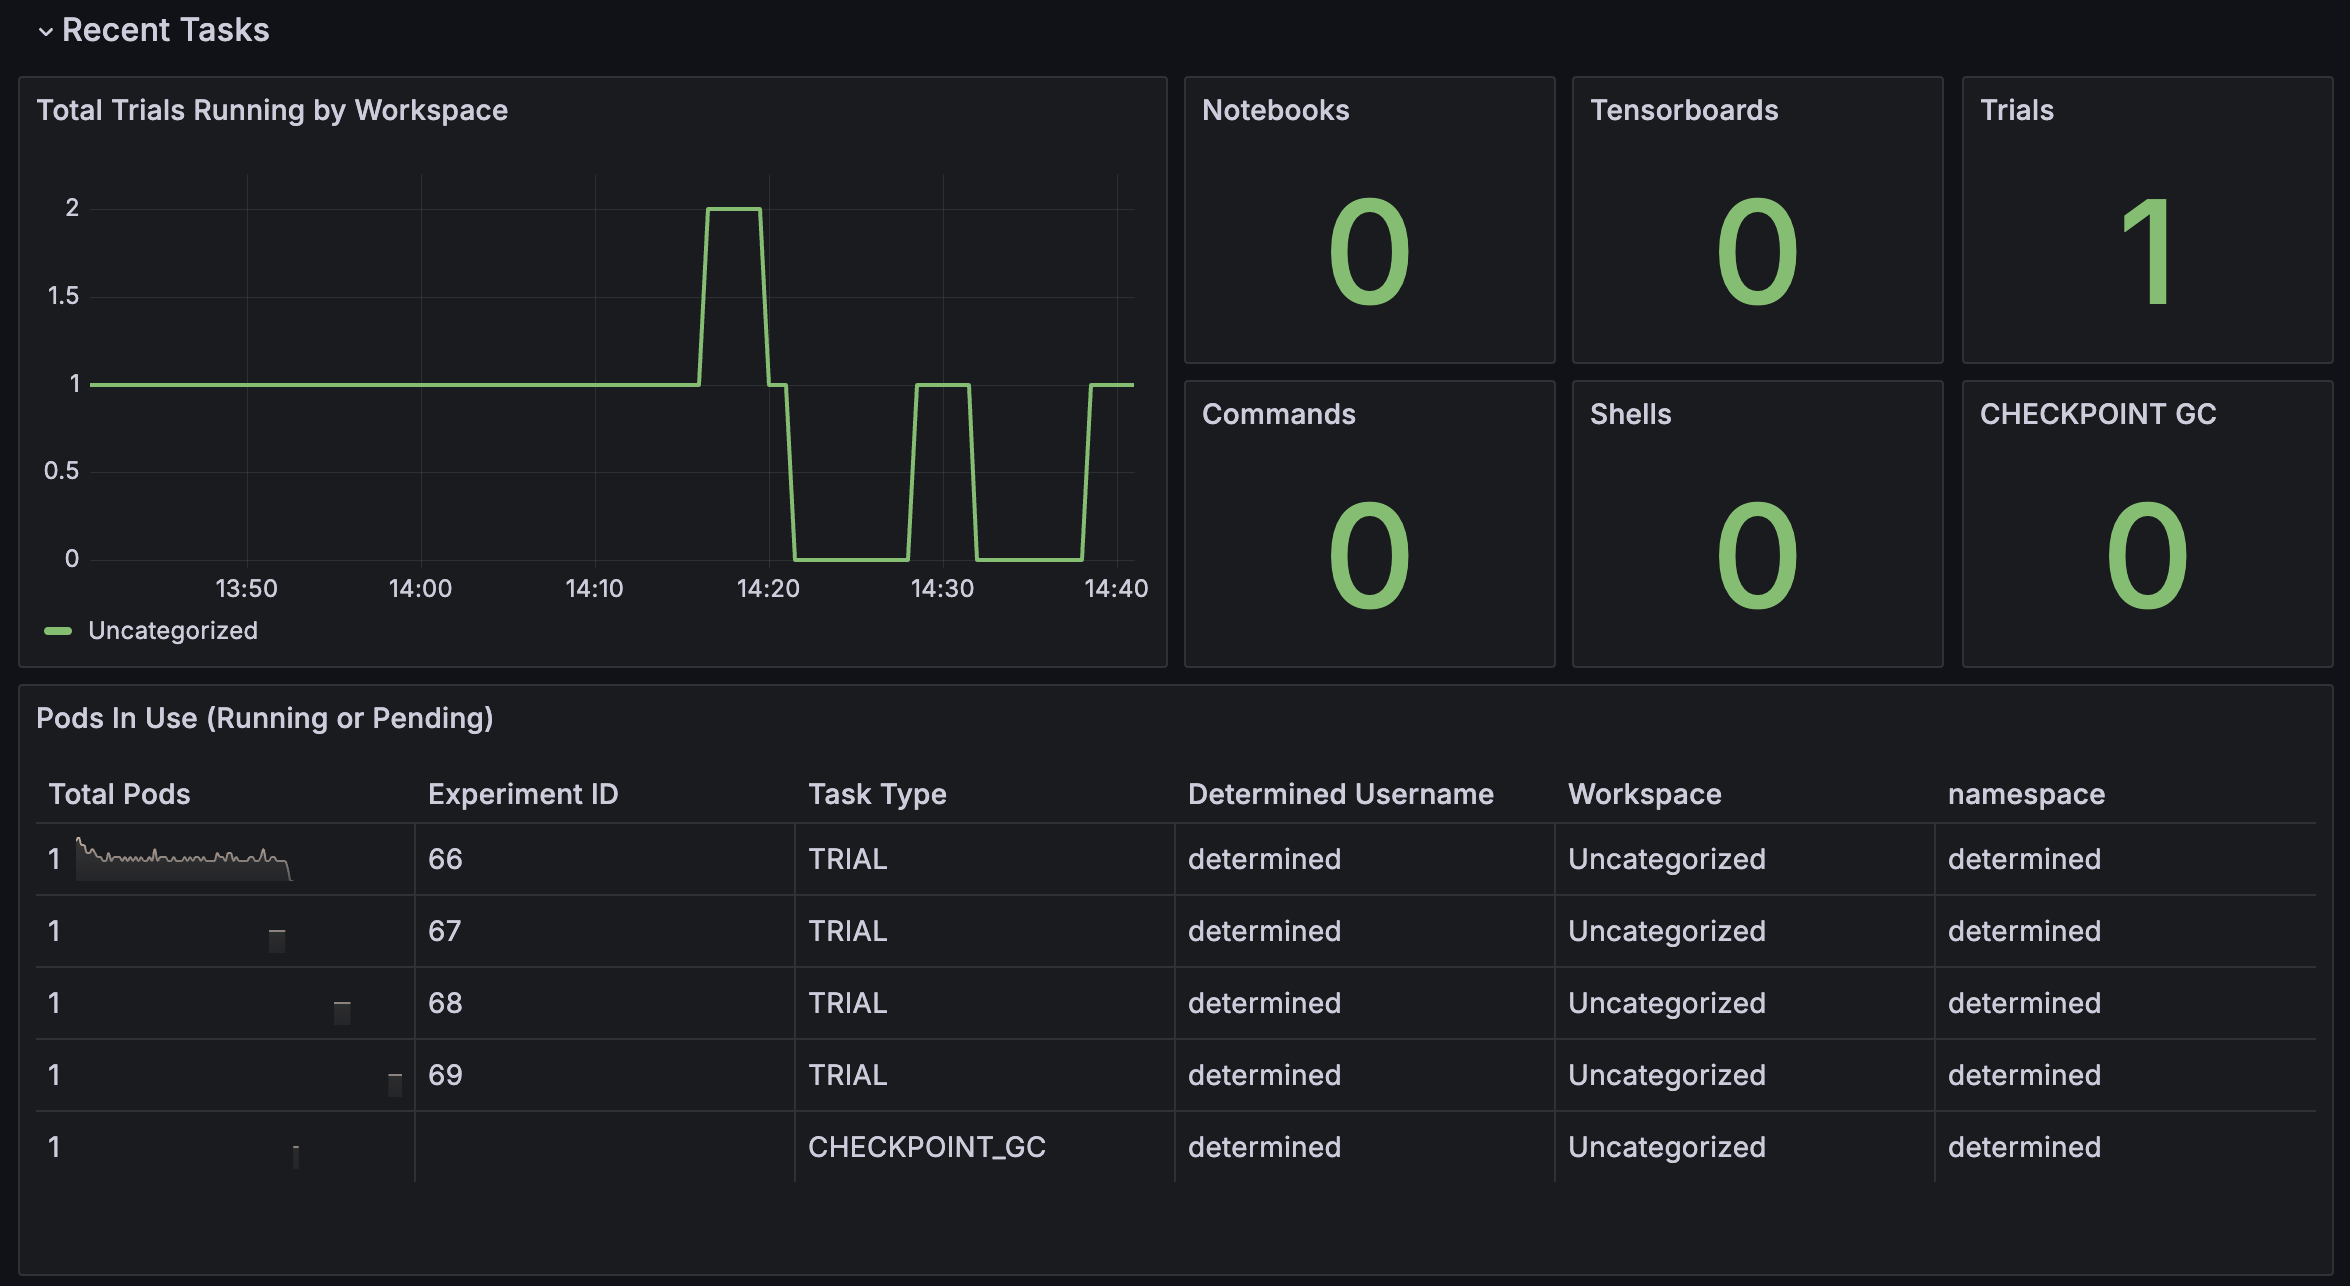 Recent Tasks
Total Trials Running by Workspace
2
1.5
1
0.5
0
13:50 14:00 14:10 14:20 14:30 14:40
Uncategorized
Notebooks
0
Tensorboards
0
Trials
1
Commands
0
Shells
0
CHECKPOINT GC
0
Pods In Use (Running or Pending)
Total Pods Experiment ID Task Type Determined Username Workspace namespace
1 66 TRIAL determined Uncategorized determined
1 67 TRIAL determined Uncategorized determined
1 68 TRIAL determined Uncategorized determined
1 69 TRIAL determined Uncategorized determined
1 CHECKPOINT_GC determined Uncategorized determined